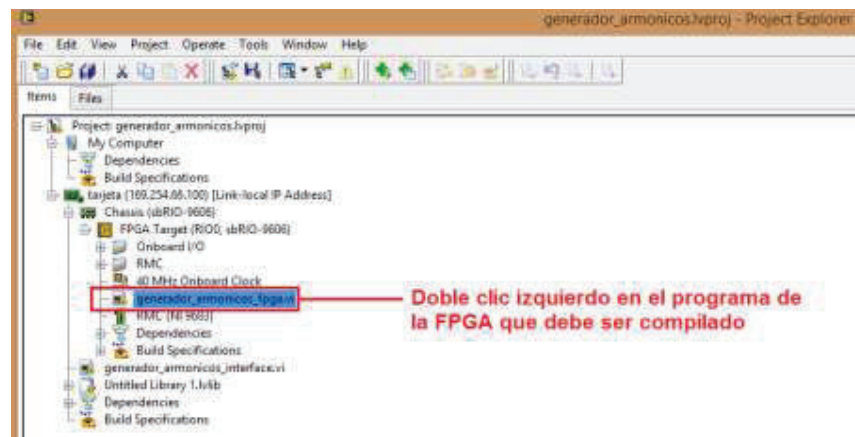 generador_armonicos.lvproj - Project Explorer
File Edit View Project Operate Tools Window Help
Items Files
Project: generador_armonicos.lvproj
My Computer
Dependencies
Build Specifications
tarjeta (169.254.66.100) [Link-local IP Address]
Chassis (sbRIO-9606)
FPGA Target (RIO0, sbRIO-9606)
Onboard I/O
RMC
40 MHz Onboard Clock
generador_armonicos_fpga.vi
Doble clic izquierdo en el programa de
la FPGA que debe ser compilado
RMC (NI 9683)
Dependencies
Build Specifications
generador_armonicos_interface.vi
Untitled Library 1.lvlib
Dependencies
Build Specifications